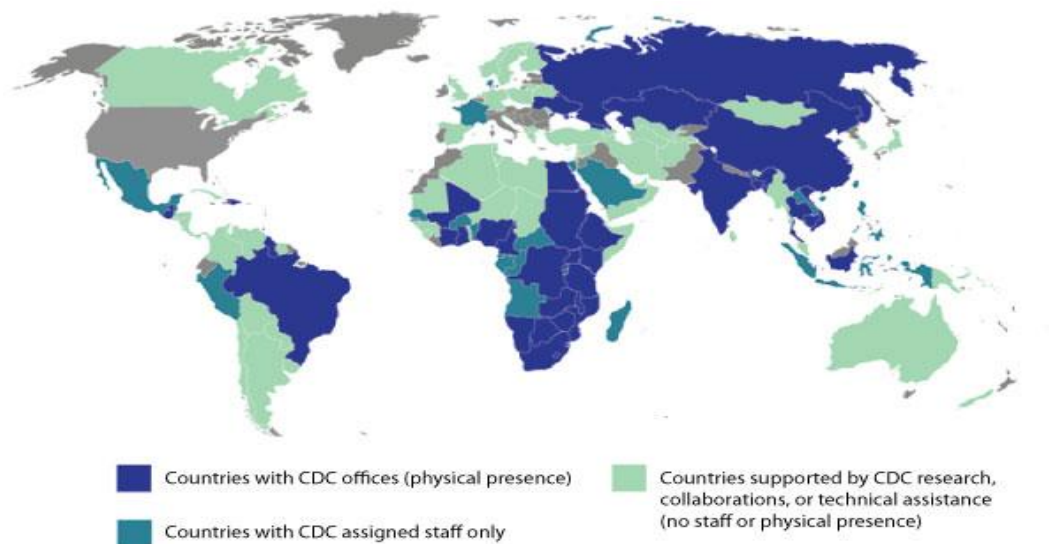 Countries with CDC offices (physical presence)
Countries with CDC assigned staff only
Countries supported by CDC research,
collaborations, or technical assistance
(no staff or physical presence)